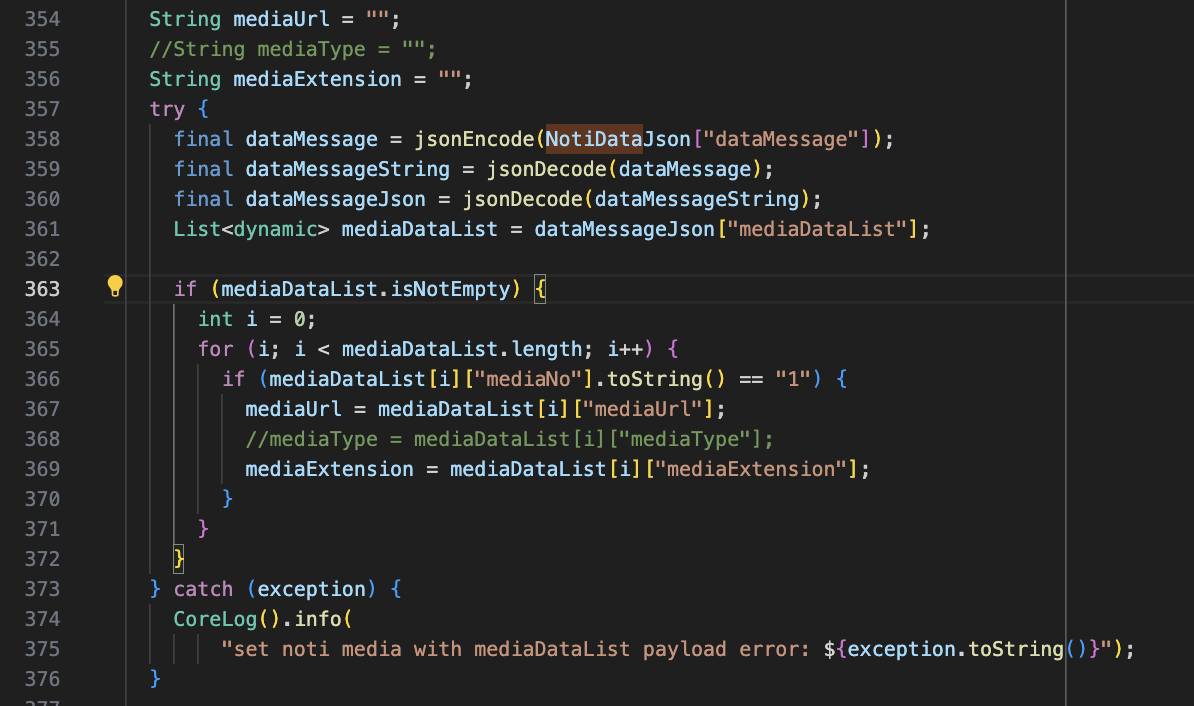 354 String mediaUrl = "";
355 //String mediaType = "";
356 String mediaExtension = "";
357 try {
358 final dataMessage = jsonEncode(NotiDataJson["dataMessage"]);
359 final dataMessageString = jsonDecode(dataMessage);
360 final dataMessageJson = jsonDecode(dataMessageString);
361 List<dynamic> mediaDataList = dataMessageJson["mediaDataList"];
362
363 if (mediaDataList.isNotEmpty) {
364 int i = 0;
365 for (i; i < mediaDataList.length; i++) {
366 if (mediaDataList[i]["mediaNo"].toString() == "1") {
367 mediaUrl = mediaDataList[i]["mediaUrl"];
368 //mediaType = mediaDataList[i]["mediaType"];
369 mediaExtension = mediaDataList[i]["mediaExtension"];
370 }
371 }
372 }
373 } catch (exception) {
374 CoreLog().info(
375 "set noti media with mediaDataList payload error: ${exception.toString()}");
376 }
377